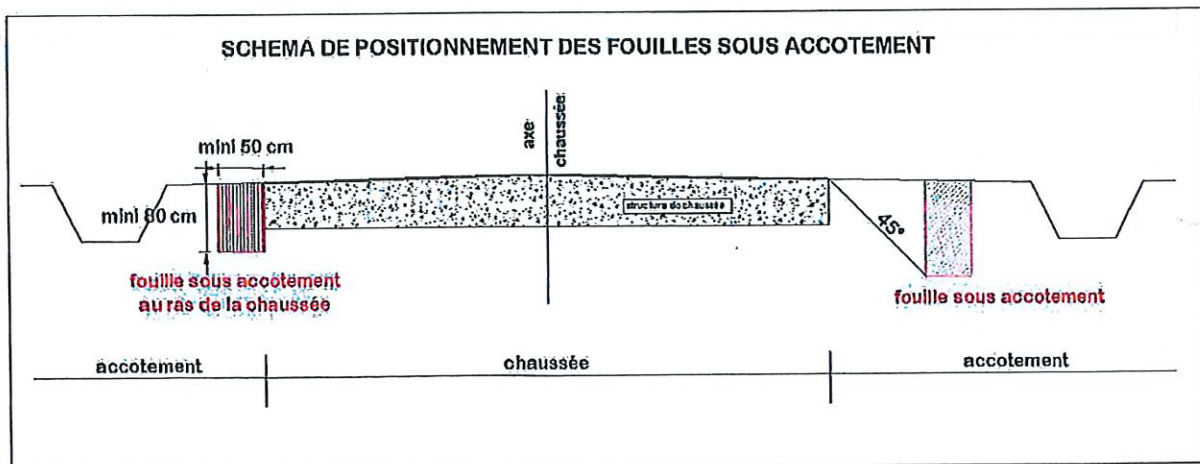 SCHEMA DE POSITIONNEMENT DES FOUILLES SOUS ACCOTEMENT
axe
chaussée
mini 50 cm
mini 80 cm
structure de chaussée
45°
fouille sous accotement
au ras de la chaussée
fouille sous accotement
accotement
chaussée
accotement